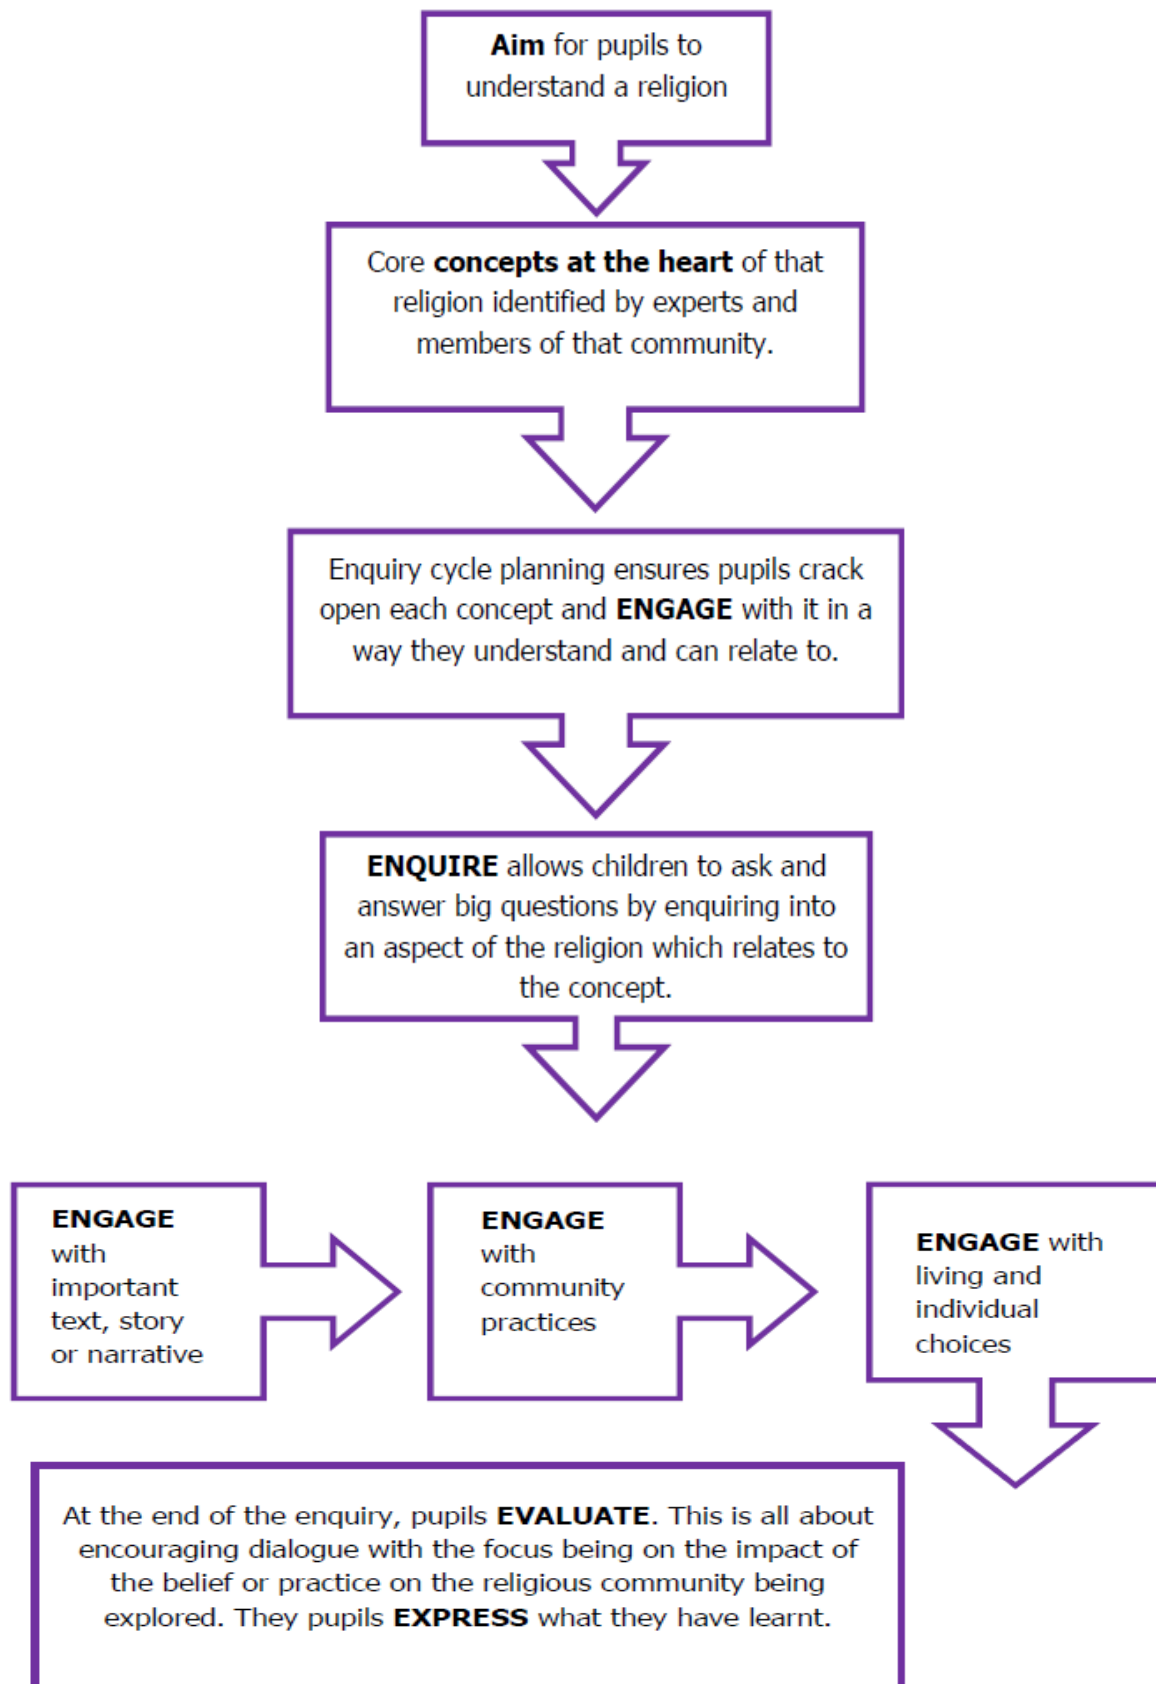 Aim for pupils to
understand a religion
Core concepts at the heart of that
religion identified by experts and
members of that community.
Enquiry cycle planning ensures pupils crack
open each concept and ENGAGE with it in a
way they understand and can relate to.
ENQUIRE allows children to ask and
answer big questions by enquiring into
an aspect of the religion which relates to
the concept.
ENGAGE
with
important
text, story
or narrative
ENGAGE
with
community
practices
ENGAGE with
living and
individual
choices
At the end of the enquiry, pupils EVALUATE. This is all about
encouraging dialogue with the focus being on the impact of
the belief or practice on the religious community being
explored. They pupils EXPRESS what they have learnt.